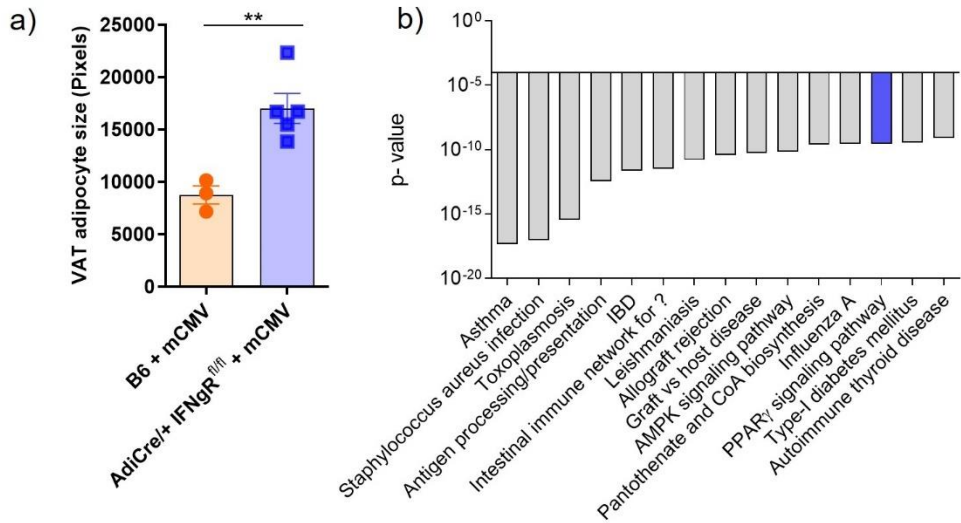 a)
**
25000
20000
15000
10000
5000
0
VAT adipocyte size (Pixels)
B6 + mCMV
AdiCre/+ IFNgR^fl/fl + mCMV
b)
10^0
10^-5
10^-10
10^-15
10^-20
p- value
Asthma
Staphylococcus aureus infection
Toxoplasmosis
Antigen processing/presentation
IBD
Intestinal immune network for ?
Leishmaniasis
Allograft rejection
Graft vs host disease
AMPK signaling pathway
Pantothenate and CoA biosynthesis
Influenza A
PPARγ signaling pathway
Type-I diabetes mellitus
Autoimmune thyroid disease